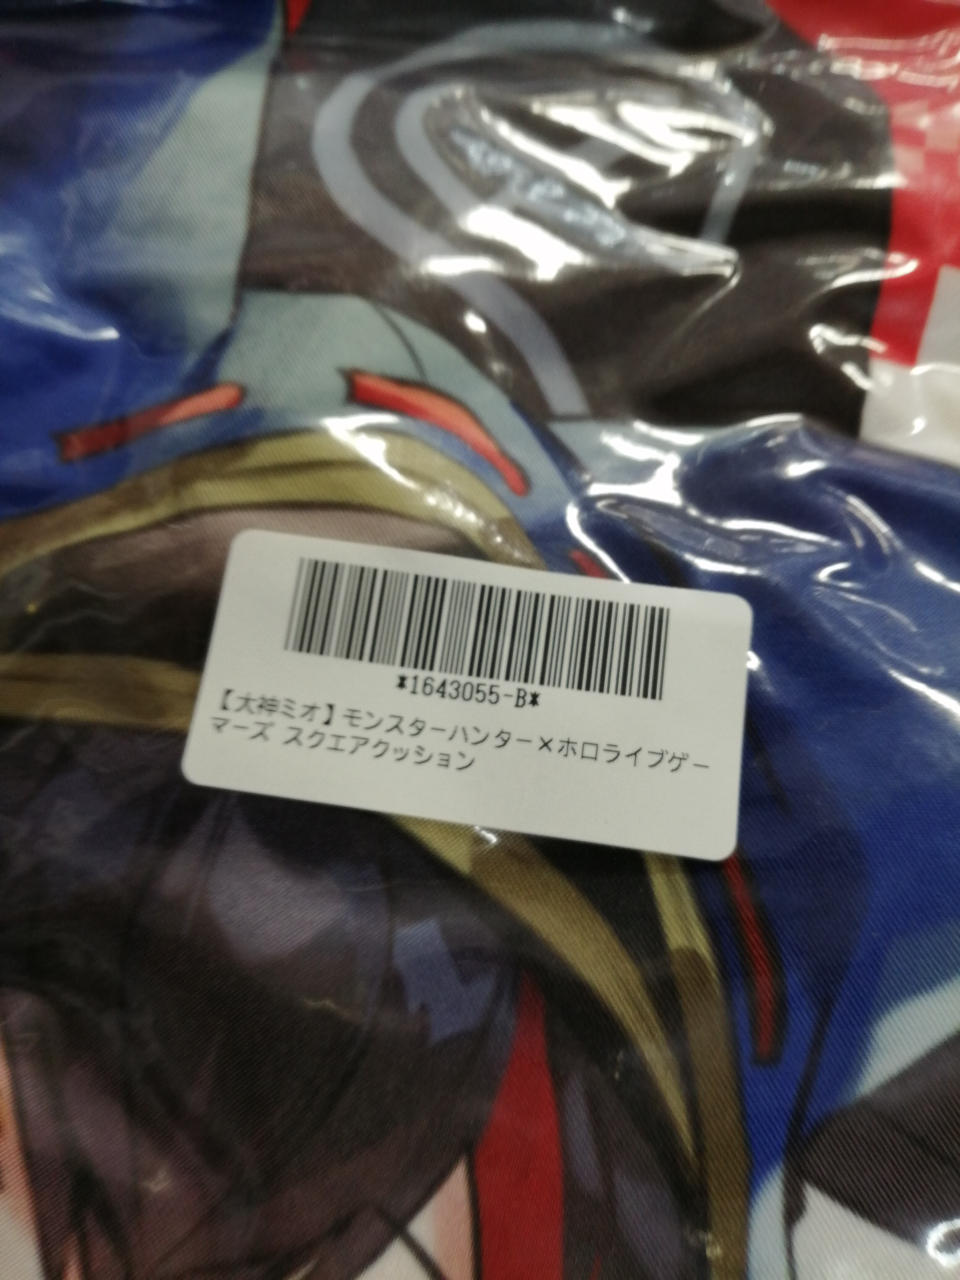 *1643055-B*
【大神ミオ】モンスターハンター×ホロライブゲー
マーズ スクエアクッション